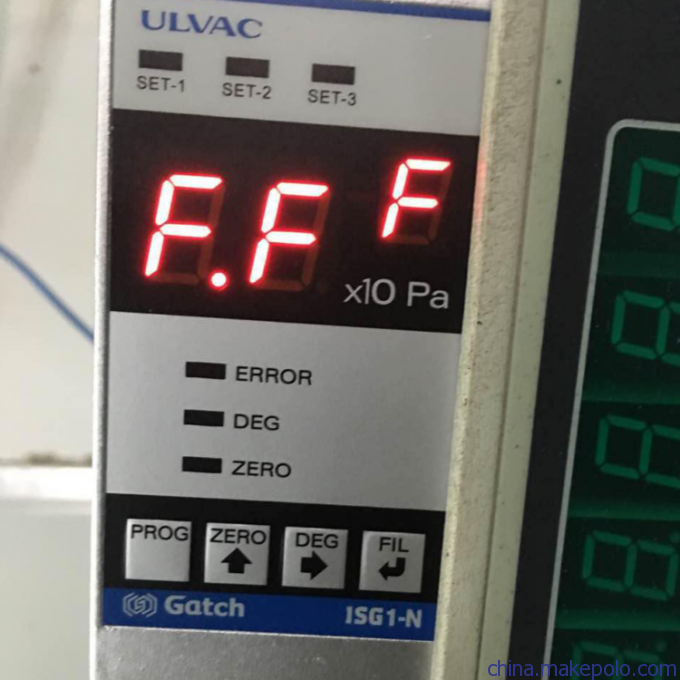 ULVAC
SET-1 SET-2 SET-3
F.F F
x10 Pa
ERROR
DEG
ZERO
PROG ZERO DEG FIL
Gatch ISG1-N
china.makepolo.com